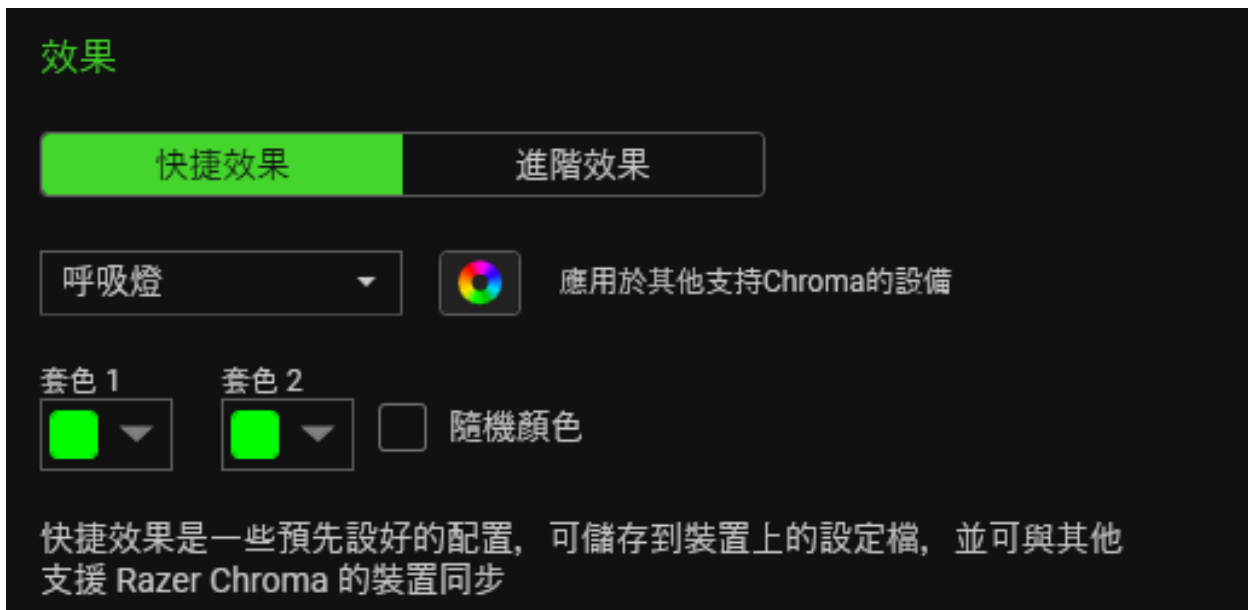 效果
快捷效果 進階效果
呼吸燈 應用於其他支持Chroma的設備
套色 1 套色 2
隨機顏色
快捷效果是一些預先設好的配置，可儲存到裝置上的設定檔，並可與其他
支援 Razer Chroma 的裝置同步